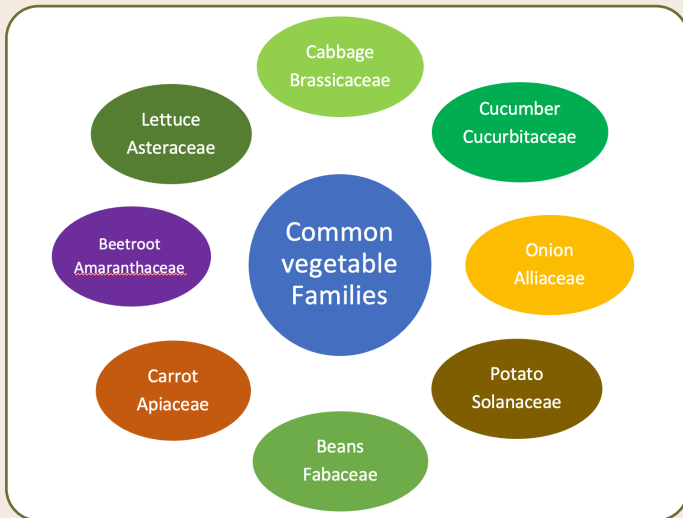 Cabbage
Brassicaceae
Cucumber
Cucurbitaceae
Onion
Alliaceae
Potato
Solanaceae
Beans
Fabaceae
Carrot
Apiaceae
Beetroot
Amaranthaceae
Lettuce
Asteraceae
Common
vegetable
Families